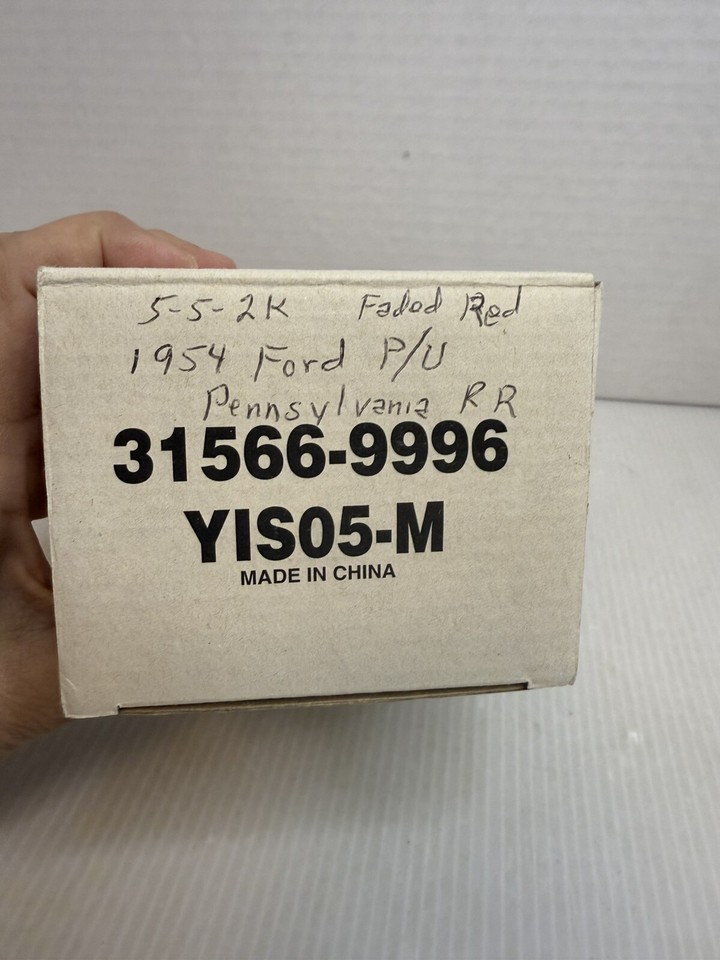 5-5-2K Faded Red
1954 Ford P/U
Pennsylvania RR
31566-9996
YIS05-M
MADE IN CHINA